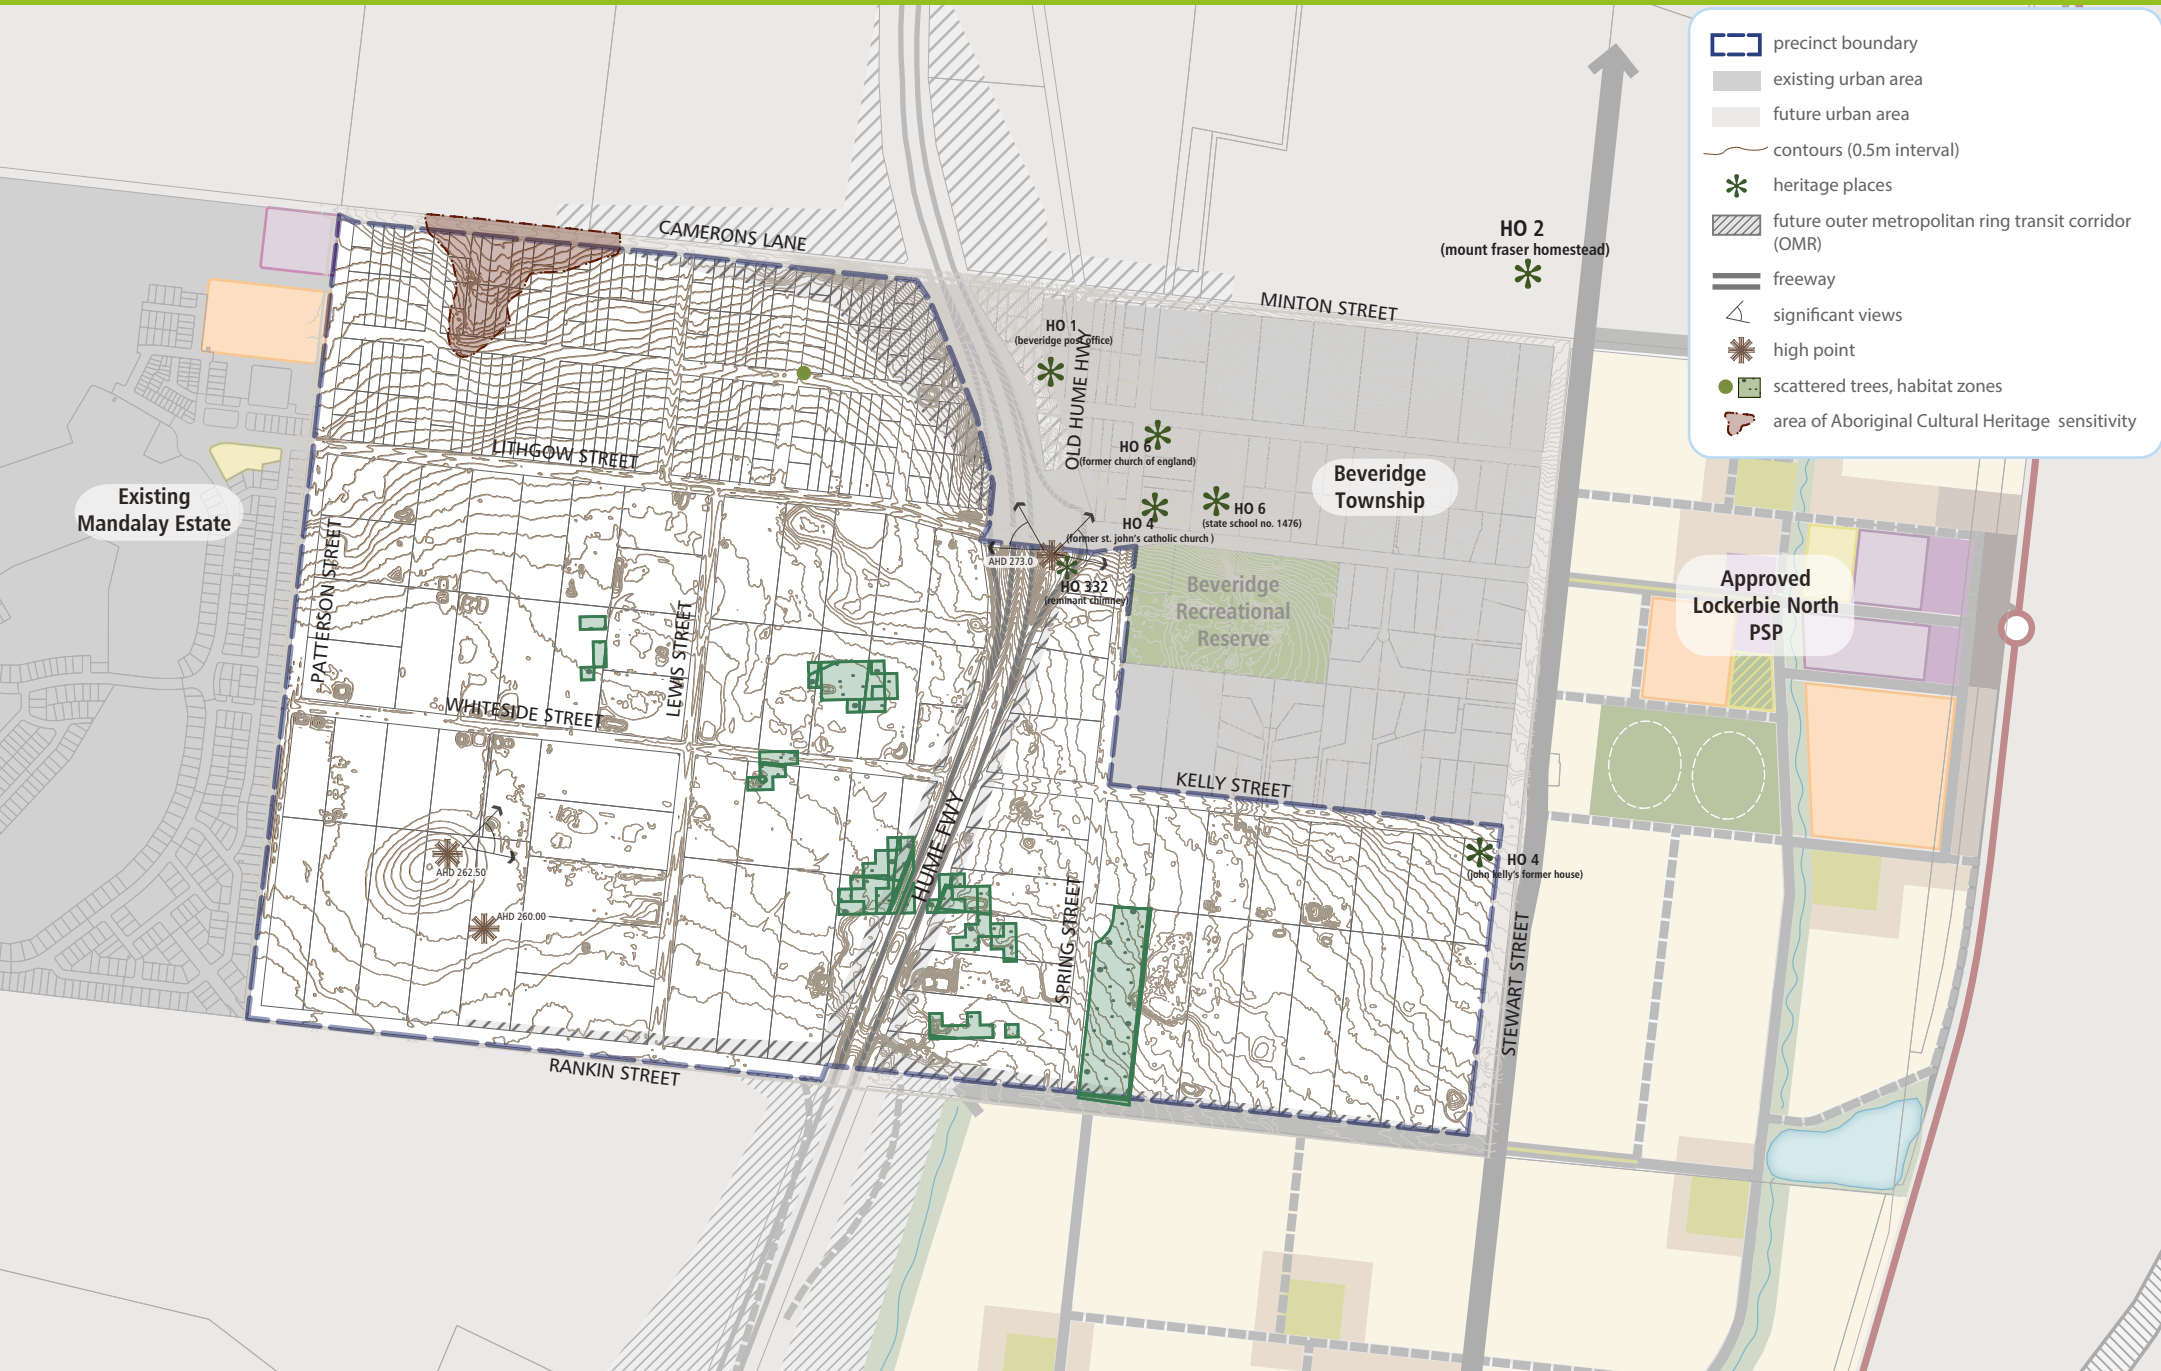 precinct boundary
existing urban area
future urban area
contours (0.5m interval)
heritage places
future outer metropolitan ring transit corridor
(OMR)
freeway
significant views
high point
scattered trees, habitat zones
area of Aboriginal Cultural Heritage sensitivity
HO 2
(mount fraser homestead)
CAMERONS LANE
MINTON STREET
HO 1
(beveridge post office)
OLD HUME HWY
HO 6
(former church of england)
LITHGOW STREET
Beveridge
Township
Existing
Mandalay Estate
HO 6
(state school no. 1476)
HO 4
(former st. john's catholic church )
AHD 273.0
HO 332
(reminant chimney)
Beveridge
Recreational
Reserve
Approved
Lockerbie North
PSP
PATTERSON STREET
LEWIS STREET
WHITESIDE STREET
KELLY STREET
HUME FWY
AHD 262.50
HO 4
(john kelly's former house)
AHD 260.00
SPRING STREET
STEWART STREET
RANKIN STREET